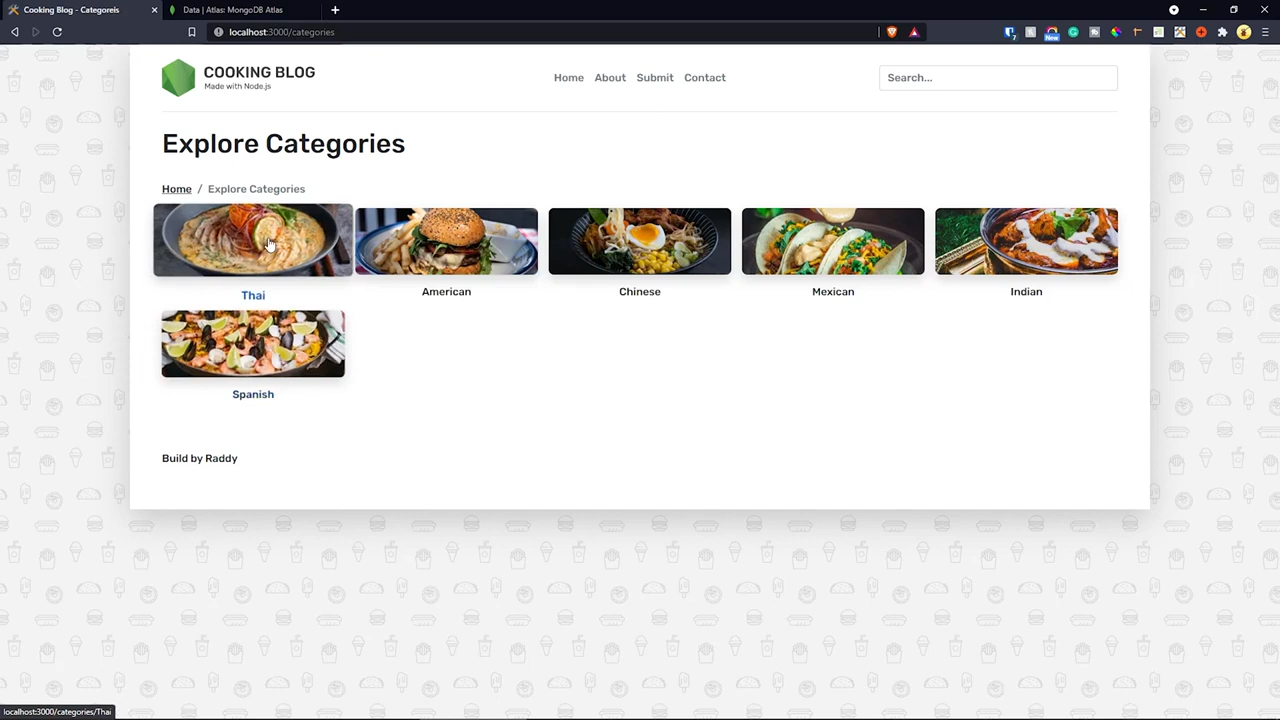 Cooking Blog - Categoreis
Data | Atlas: MongoDB Atlas
localhost:3000/categories
New
COOKING BLOG
Made with Node.js
Home
About
Submit
Contact
Search...
Explore Categories
Home / Explore Categories
Thai
American
Chinese
Mexican
Indian
Spanish
Build by Raddy
localhost:3000/categories/Thai